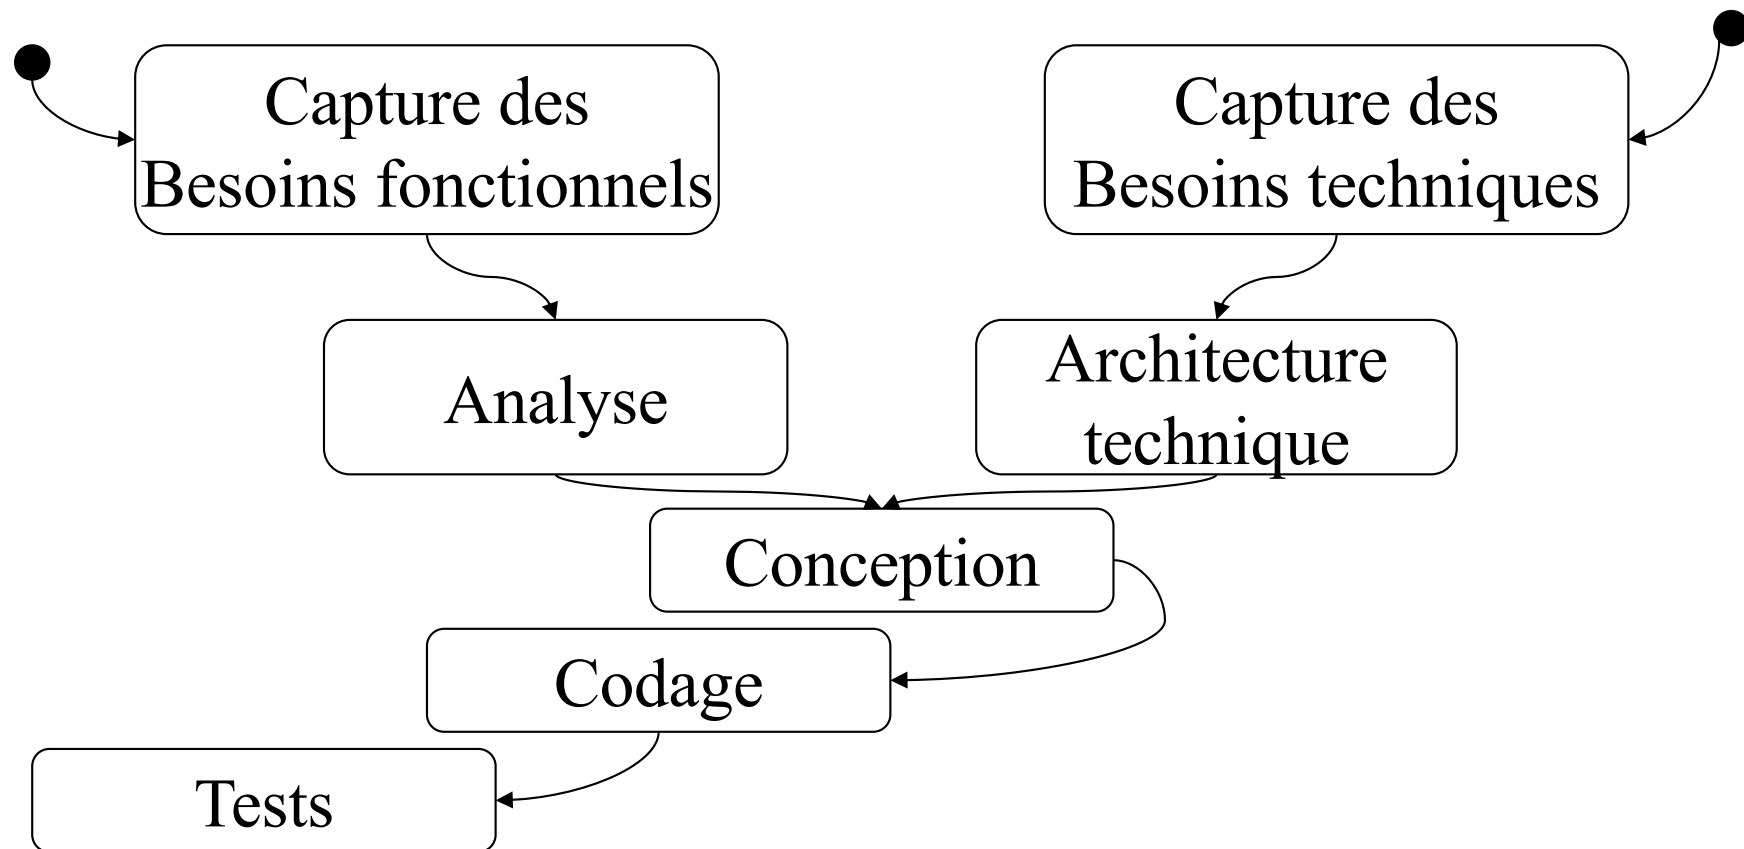 Capture des
Besoins fonctionnels
Capture des
Besoins techniques
Analyse
Architecture
technique
Conception
Codage
Tests